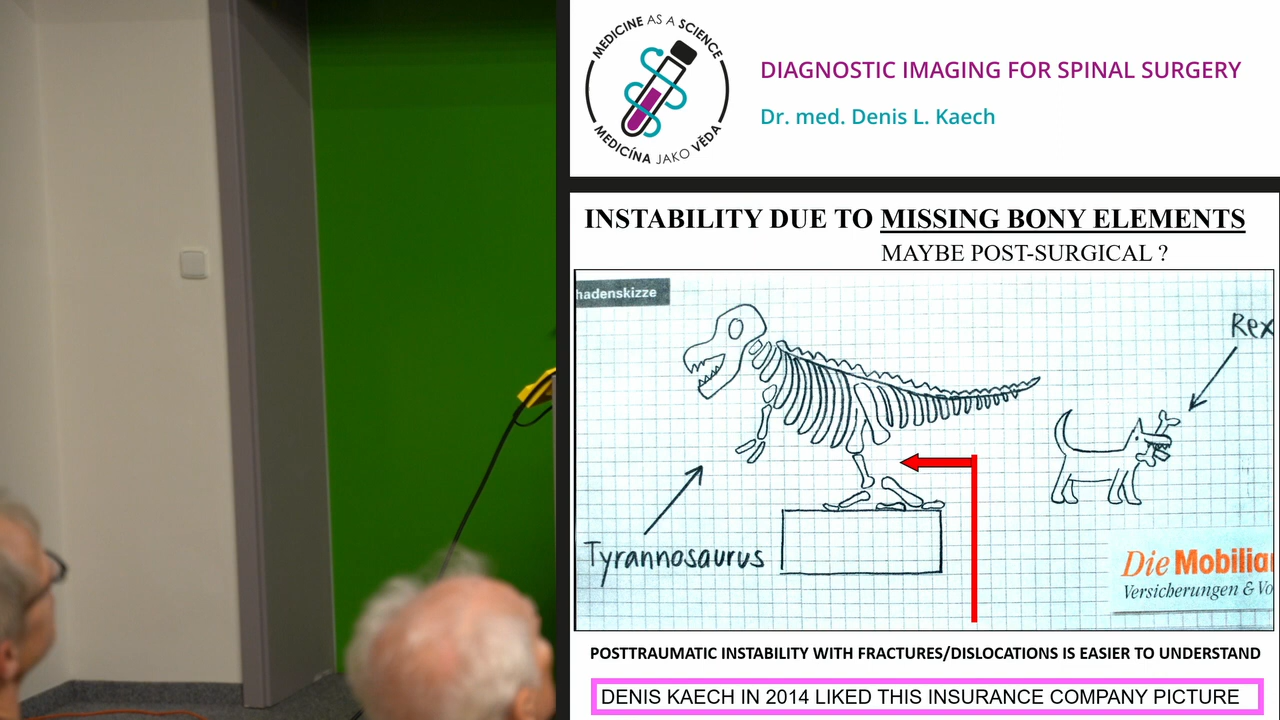 MEDICINE AS A SCIENCE
MEDICÍNA JAKO VĚDA
DIAGNOSTIC IMAGING FOR SPINAL SURGERY
Dr. med. Denis L. Kaech
INSTABILITY DUE TO MISSING BONY ELEMENTS
MAYBE POST-SURGICAL ?
hadenskizze
Rex
Tyrannosaurus
Die Mobiliar
Versicherungen & Vo
POSTTRAUMATIC INSTABILITY WITH FRACTURES/DISLOCATIONS IS EASIER TO UNDERSTAND
DENIS KAECH IN 2014 LIKED THIS INSURANCE COMPANY PICTURE